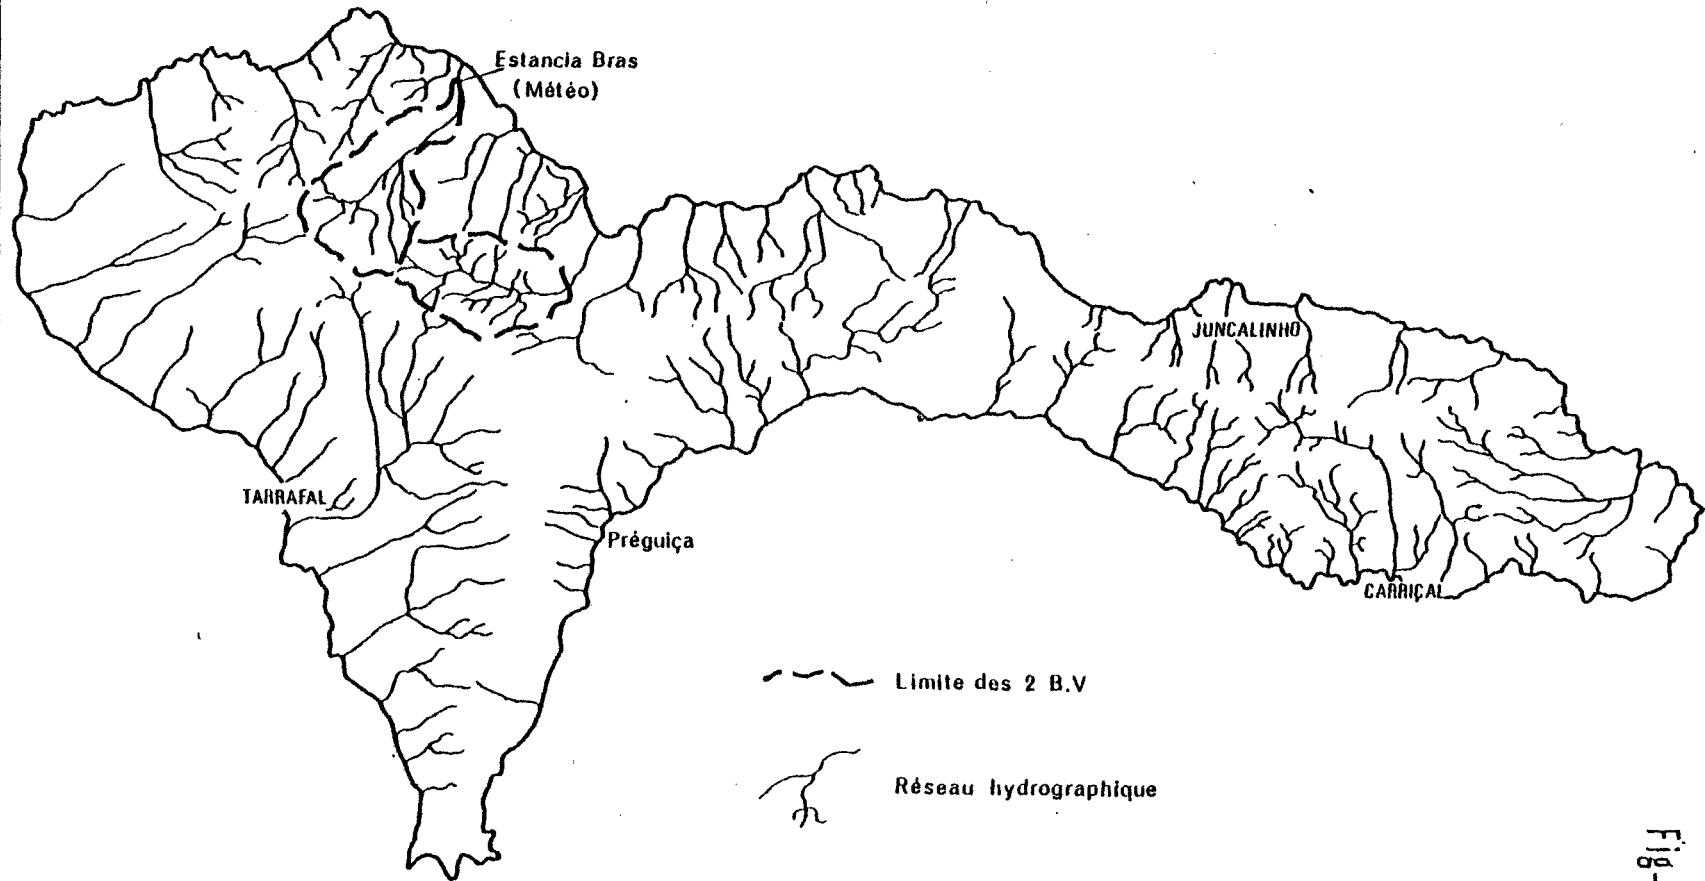 Estancia Bras
(Météo)
JUNCALINHO
TARRAFAL
Préguiça
CARRIÇAL
Limite des 2 B.V
Réseau hydrographique
Fig-